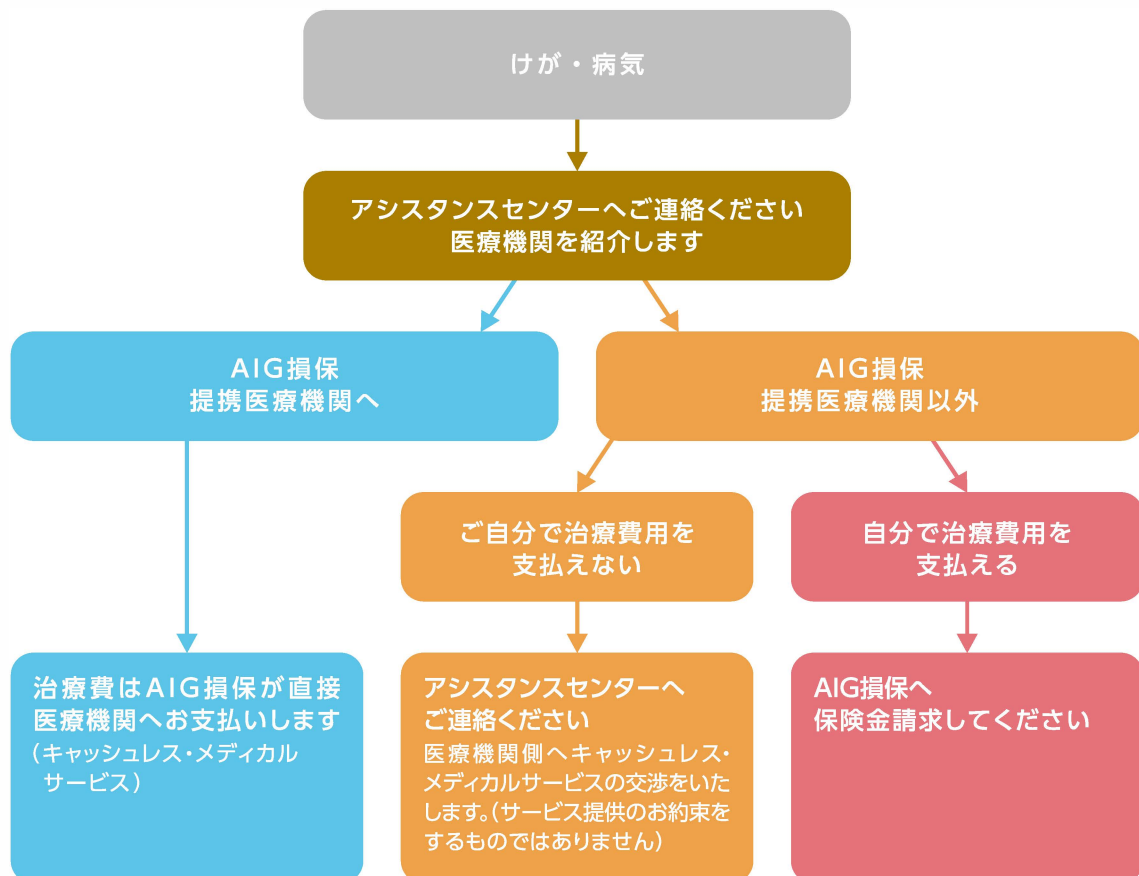 けが・病気
アシスタンスセンターへご連絡ください
医療機関を紹介します
AIG損保
提携医療機関へ
AIG損保
提携医療機関以外
ご自分で治療費用を
支払えない
自分で治療費用を
支払える
治療費はAIG損保が直接
医療機関へお支払いします
（キャッシュレス・メディカル
サービス）
アシスタンスセンターへ
ご連絡ください
医療機関側へキャッシュレス・
メディカルサービスの交渉をいた
します。（サービス提供のお約束を
するものではありません）
AIG損保へ
保険金請求してください